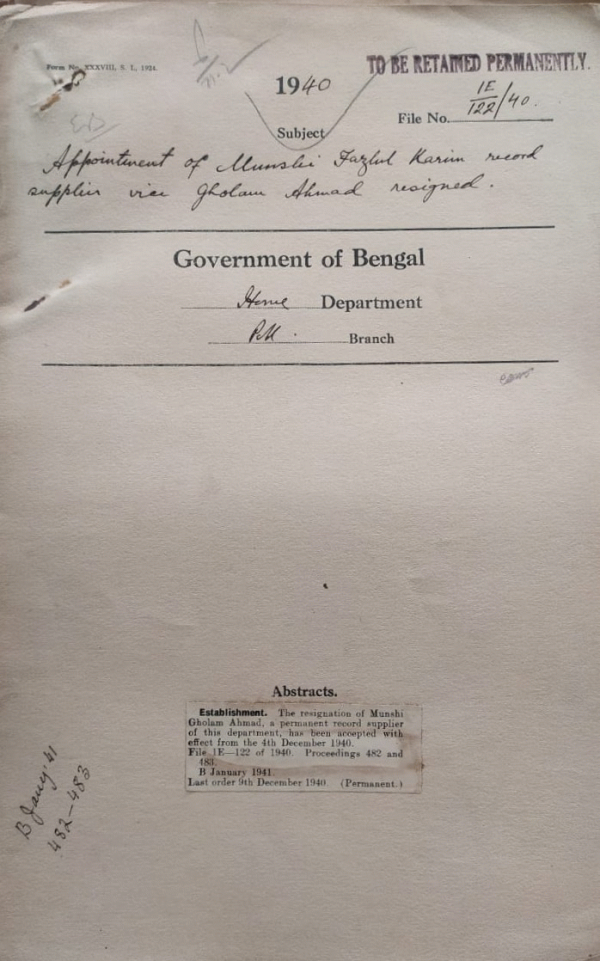 Form No. XXXVIII, S. I., 1924.
TO BE RETAINED PERMANENTLY.
1940
File No. 1E/122/40.
Subject
Appointment of Munshi Fazlul Karim record
supplier vice Gholam Ahmad resigned.
Government of Bengal
Home Department
Branch
Abstracts.
Establishment. The resignation of Munshi
Gholam Ahmad, a permanent record supplier
of this department, has been accepted with
effect from the 4th December 1940.
File 1E—122 of 1940. Proceedings 482 and
483.
B January 1941.
Last order 9th December 1940. (Permanent.)
B Jany 41
482–483